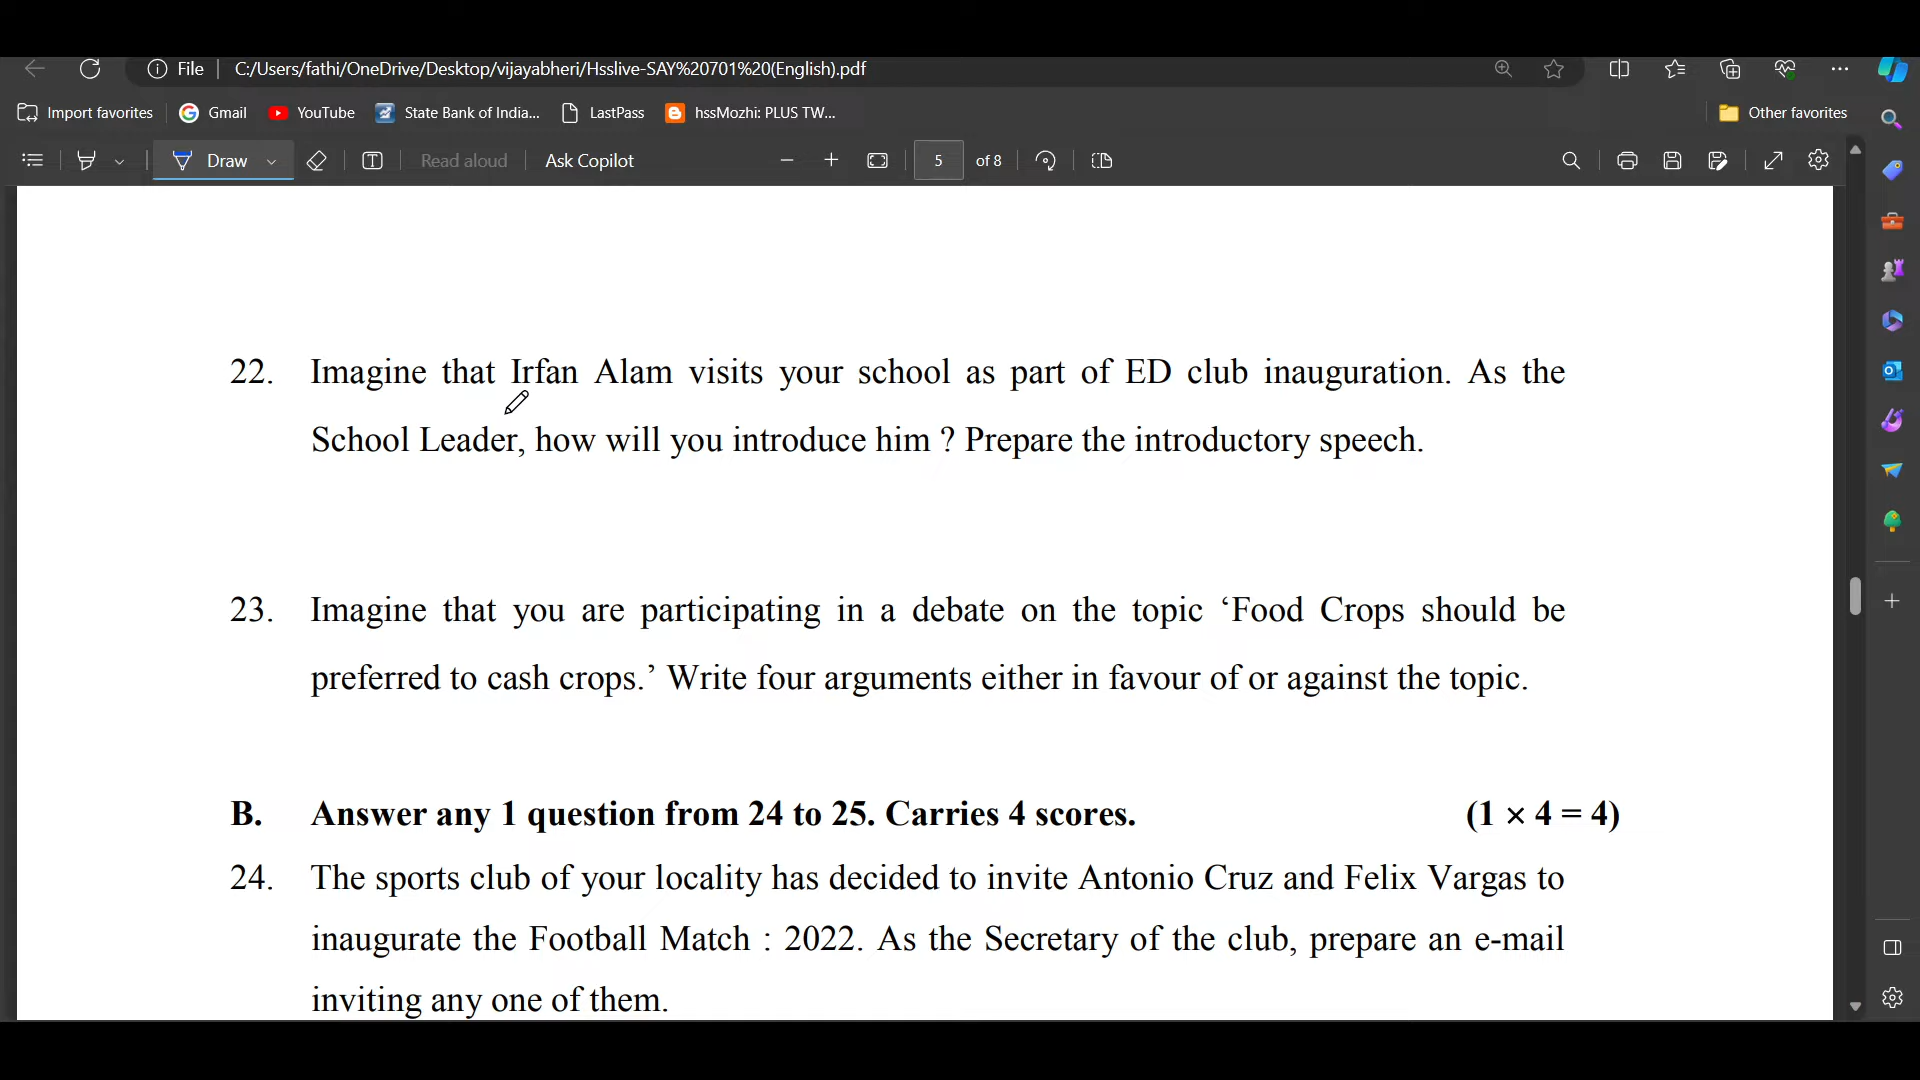 File | C:/Users/fathi/OneDrive/Desktop/vijayabheri/Hsslive-SAY%20701%20(English).pdf
Import favorites Gmail YouTube State Bank of India... LastPass hssMozhi: PLUS TW... Other favorites
Draw Read aloud Ask Copilot 5 of 8
22. Imagine that Irfan Alam visits your school as part of ED club inauguration. As the
School Leader, how will you introduce him ? Prepare the introductory speech.
23. Imagine that you are participating in a debate on the topic ‘Food Crops should be
preferred to cash crops.’ Write four arguments either in favour of or against the topic.
B. Answer any 1 question from 24 to 25. Carries 4 scores. (1 × 4 = 4)
24. The sports club of your locality has decided to invite Antonio Cruz and Felix Vargas to
inaugurate the Football Match : 2022. As the Secretary of the club, prepare an e-mail
inviting any one of them.